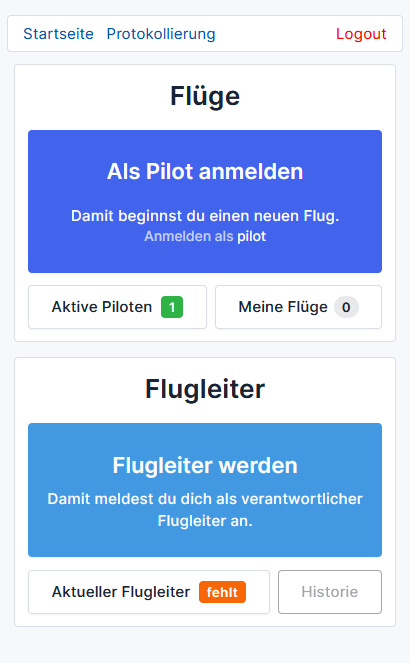 Startseite Protokollierung Logout
Flüge
Als Pilot anmelden
Damit beginnst du einen neuen Flug.
Anmelden als pilot
Aktive Piloten 1 Meine Flüge 0
Flugleiter
Flugleiter werden
Damit meldest du dich als verantwortlicher
Flugleiter an.
Aktueller Flugleiter fehlt Historie